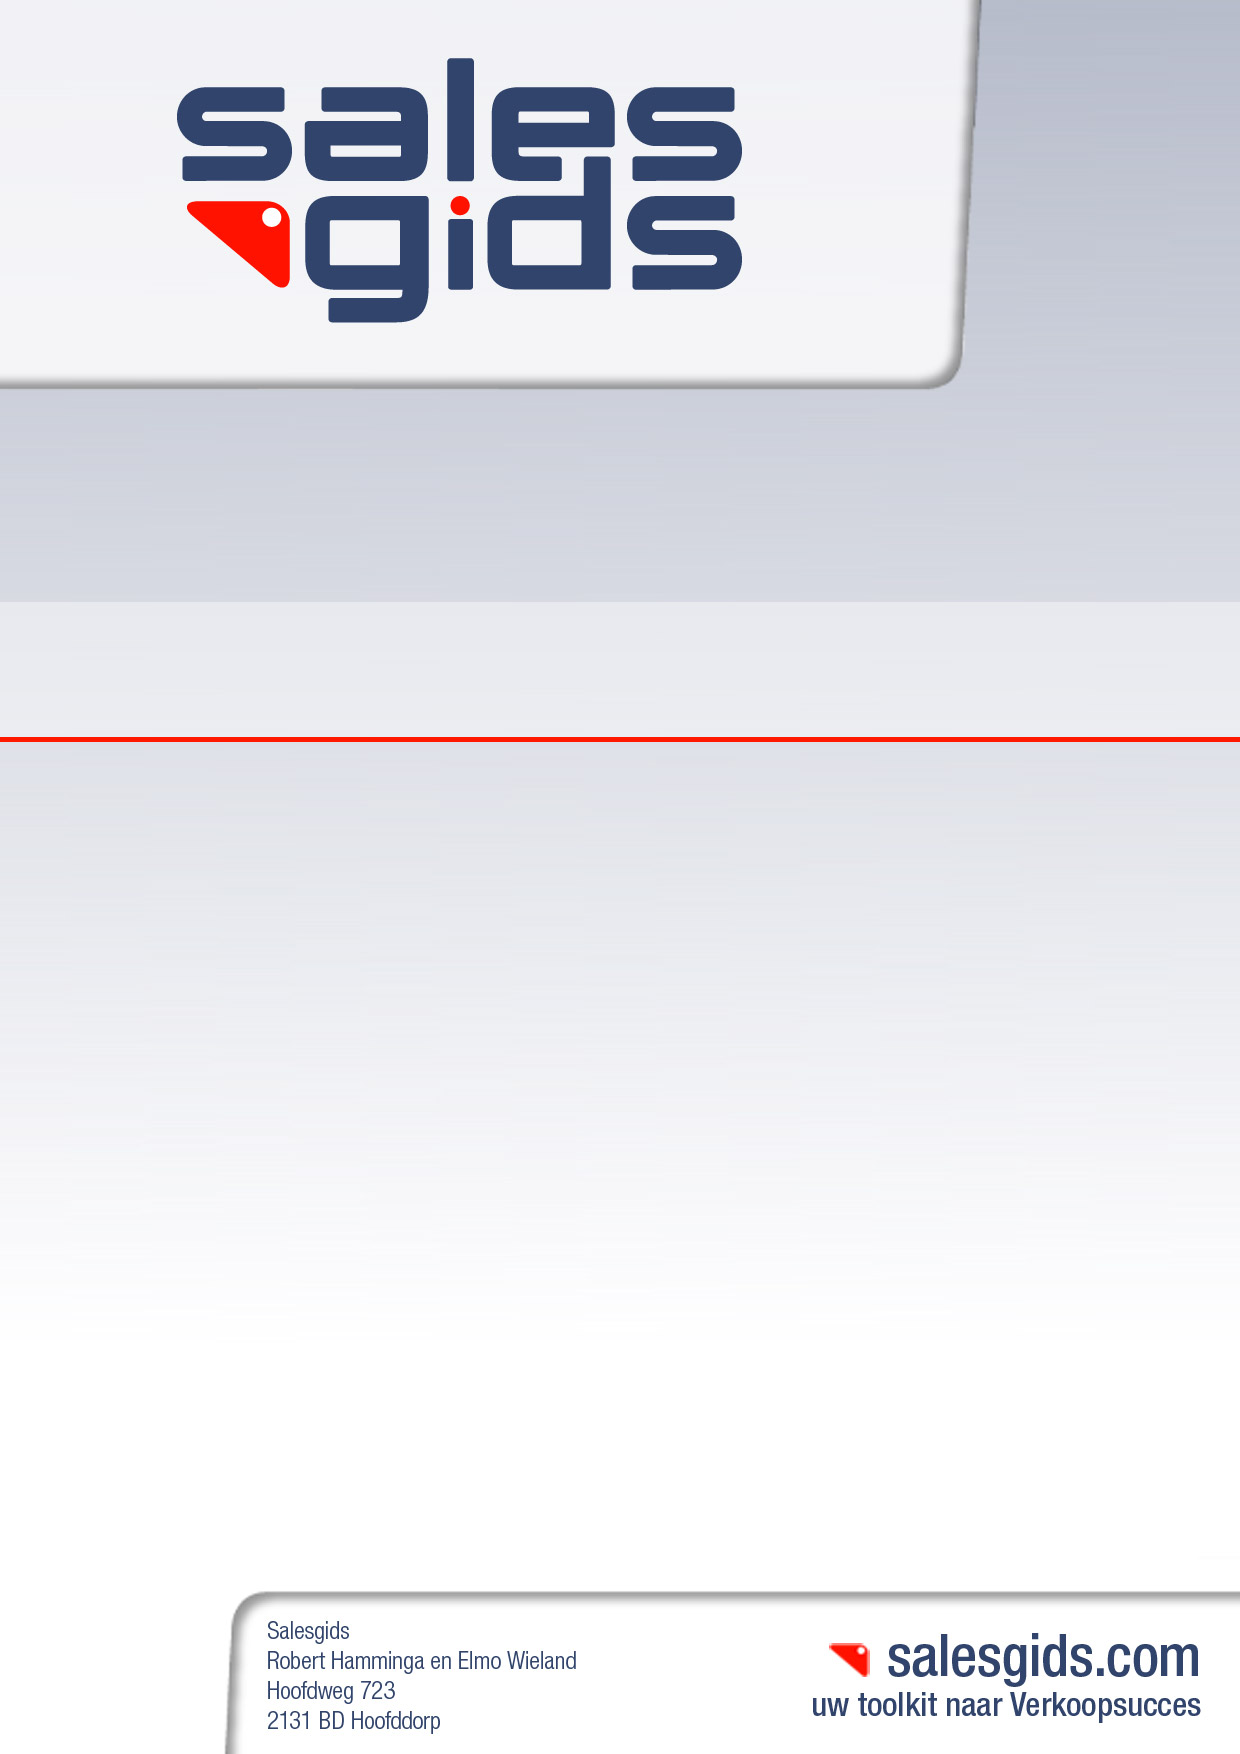 sales
gids
Salesgids
Robert Hamminga en Elmo Wieland
Hoofdweg 723
2131 BD Hoofddorp
salesgids.com
uw toolkit naar Verkoopsucces